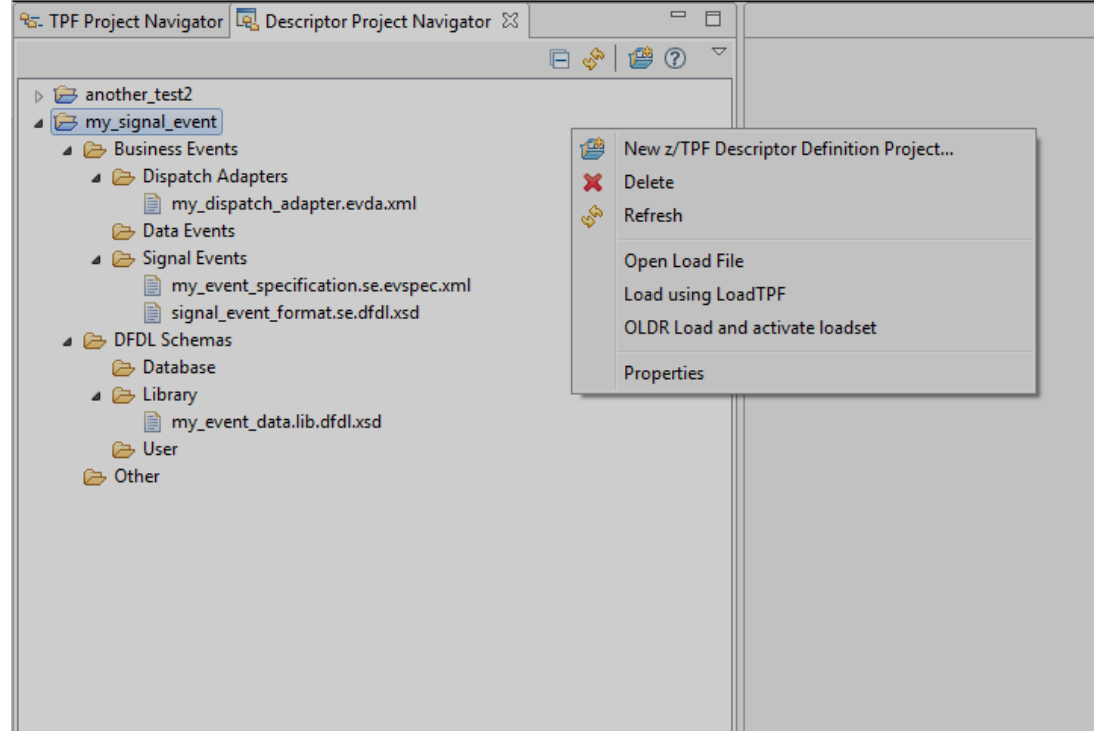 TPF Project Navigator Descriptor Project Navigator
another_test2
my_signal_event
Business Events
Dispatch Adapters
my_dispatch_adapter.evda.xml
Data Events
Signal Events
my_event_specification.se.evspec.xml
signal_event_format.se.dfdl.xsd
DFDL Schemas
Database
Library
my_event_data.lib.dfdl.xsd
User
Other
New z/TPF Descriptor Definition Project...
Delete
Refresh
Open Load File
Load using LoadTPF
OLDR Load and activate loadset
Properties